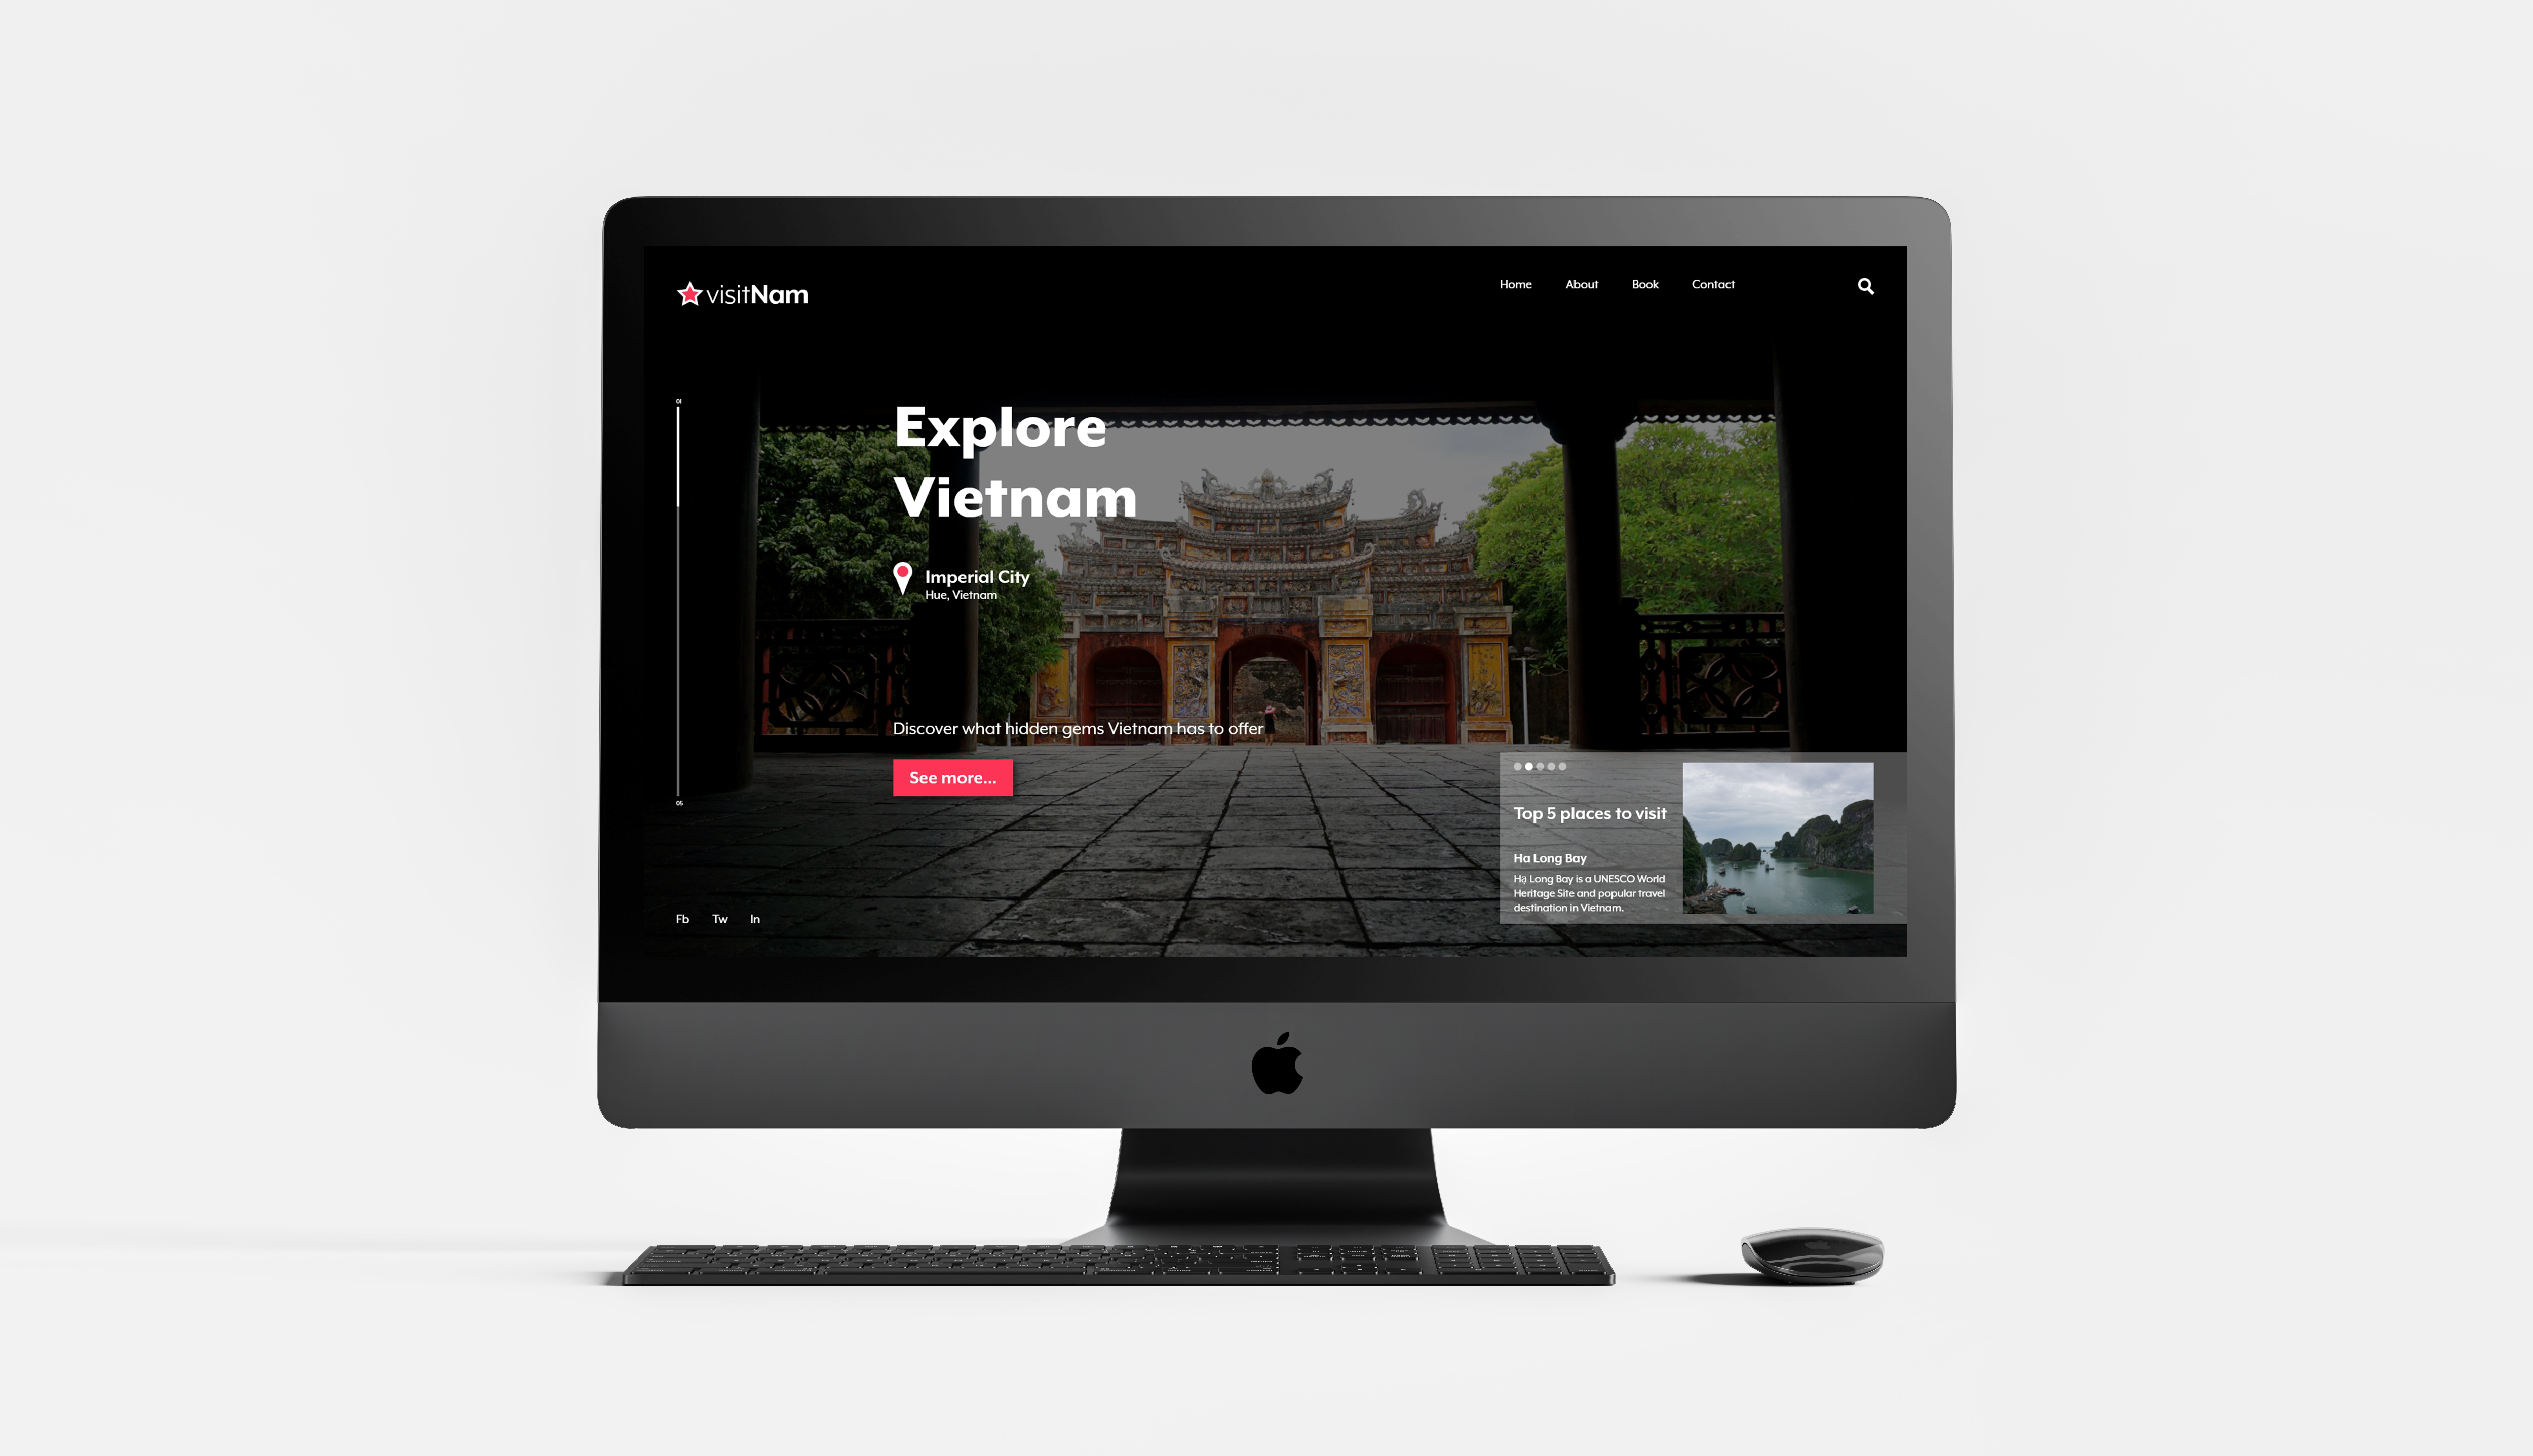 visitNam
Home About Book Contact
01
Explore
Vietnam
Imperial City
Hue, Vietnam
Discover what hidden gems Vietnam has to offer
See more...
05
Top 5 places to visit
Ha Long Bay
Hạ Long Bay is a UNESCO World
Heritage Site and popular travel
destination in Vietnam.
Fb Tw In